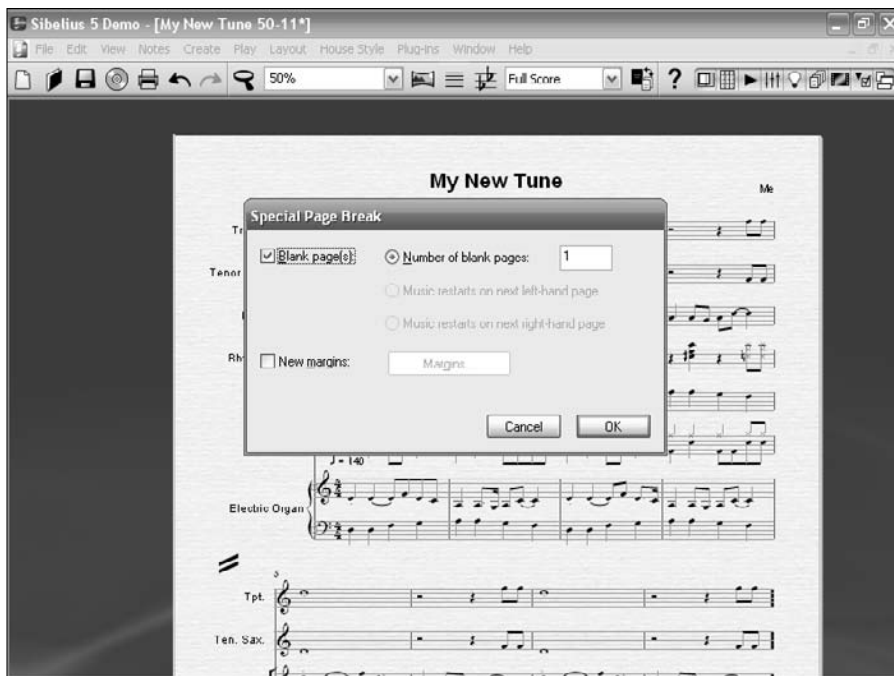 Sibelius 5 Demo - [My New Tune 50-11*]
File Edit View Notes Create Play Layout House Style Plug-Ins Window Help
50% Full Score ?
My New Tune
Me
Special Page Break
Blank page(s): Number of blank pages: 1
Music restarts on next left-hand page
Music restarts on next right-hand page
New margins: Margins
Cancel OK
Tenor
♩ = 140
Electric Organ
5
Tpt.
Ten. Sax.